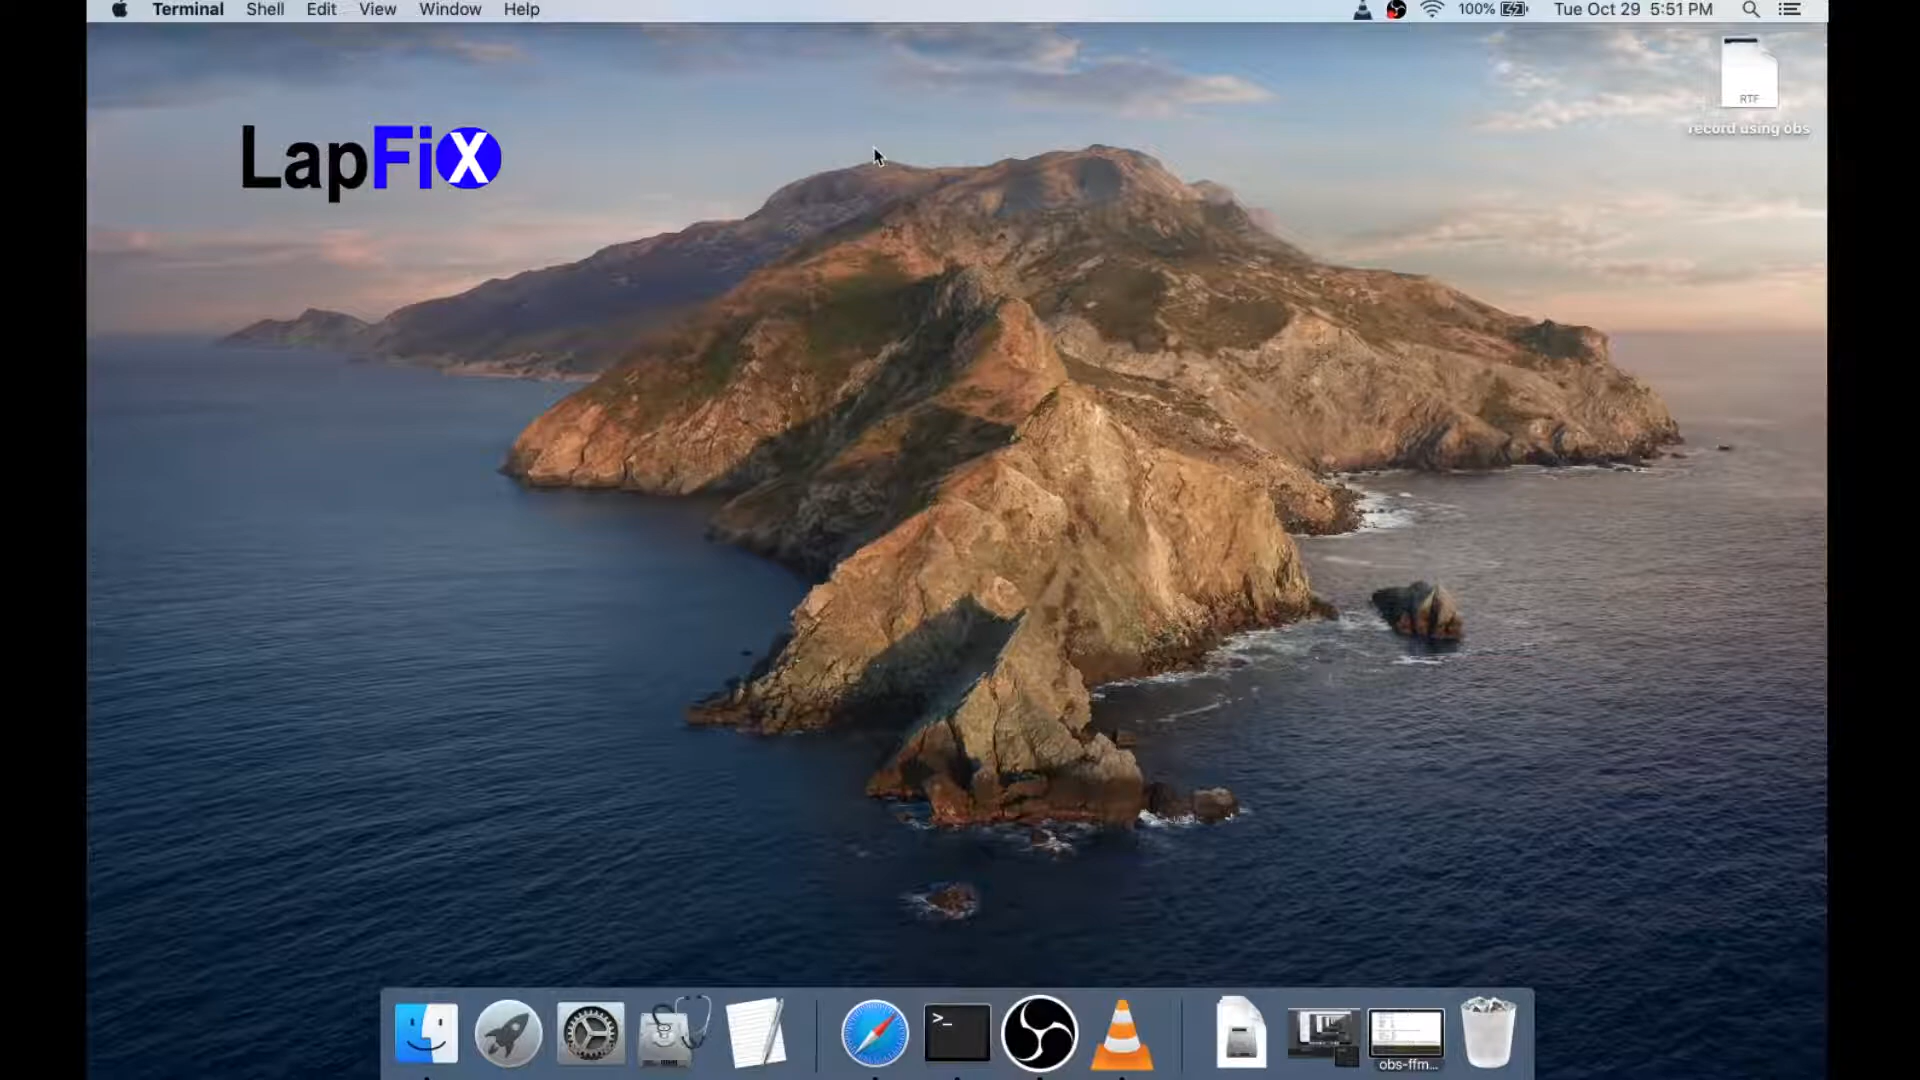 Terminal Shell Edit View Window Help 100% Tue Oct 29 5:51 PM
LapFiX
RTF
record using obs
>_
obs-ffm...